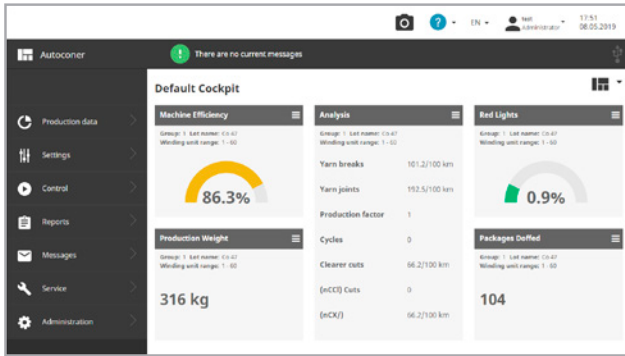 EN
Test
Administrator
17:51
08.05.2019
Autoconer
There are no current messages
Default Cockpit
Production data
Settings
Control
Reports
Messages
Service
Administration
Machine Efficiency
Group: 1 Lot name: Co 47
Winding unit range: 1 - 60
86.3%
Production Weight
Group: 1 Lot name: Co 47
Winding unit range: 1 - 60
316 kg
Analysis
Group: 1 Lot name: Co 47
Winding unit range: 1 - 60
Yarn breaks 101.2/100 km
Yarn joints 192.5/100 km
Production factor 1
Cycles 0
Clearer cuts 66.2/100 km
(nCCl) Cuts 0
(nCX/) 66.2/100 km
Red Lights
Group: 1 Lot name: Co 47
Winding unit range: 1 - 60
0.9%
Packages Doffed
Group: 1 Lot name: Co 47
Winding unit range: 1 - 60
104